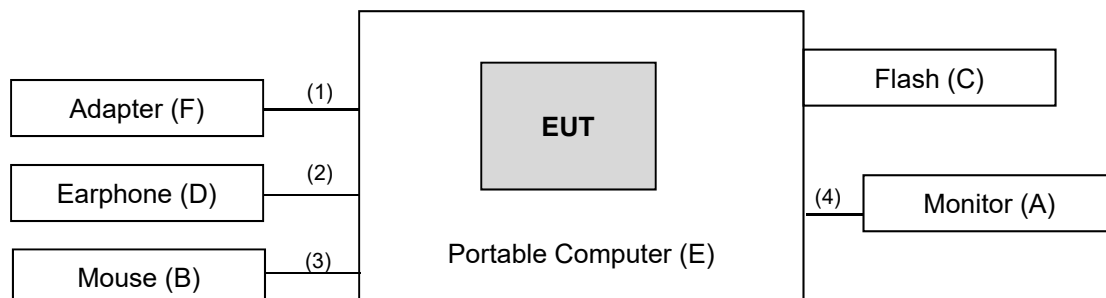 Adapter (F)
(1)
Earphone (D)
(2)
Mouse (B)
(3)
EUT
Portable Computer (E)
Flash (C)
(4)
Monitor (A)